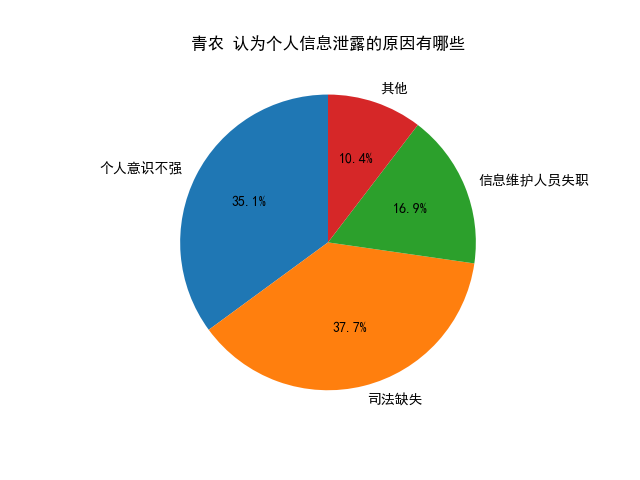 青农 认为个人信息泄露的原因有哪些
其他
10.4%
个人意识不强
35.1%
信息维护人员失职
16.9%
37.7%
司法缺失